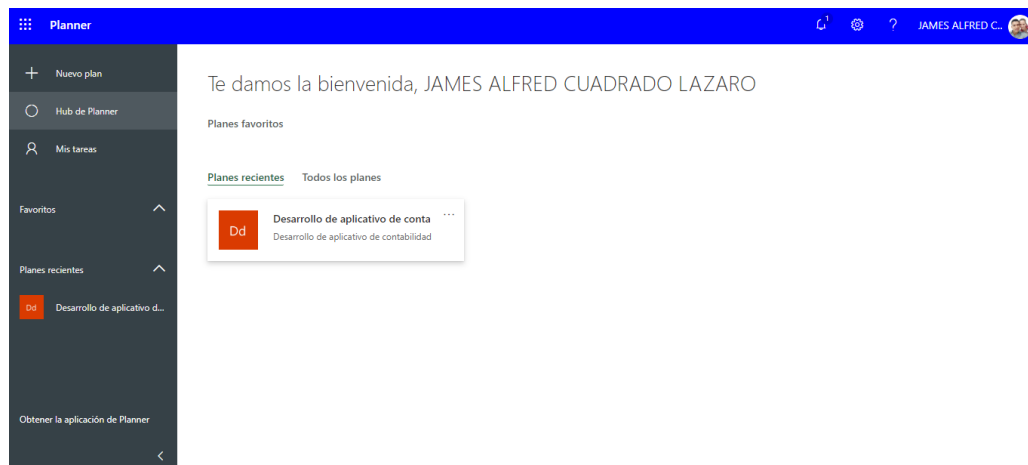 Planner
1
?
JAMES ALFRED C..
Nuevo plan
Hub de Planner
Mis tareas
Favoritos
Planes recientes
Dd Desarrollo de aplicativo d...
Obtener la aplicación de Planner
Te damos la bienvenida, JAMES ALFRED CUADRADO LAZARO
Planes favoritos
Planes recientes Todos los planes
Dd
Desarrollo de aplicativo de conta ...
Desarrollo de aplicativo de contabilidad